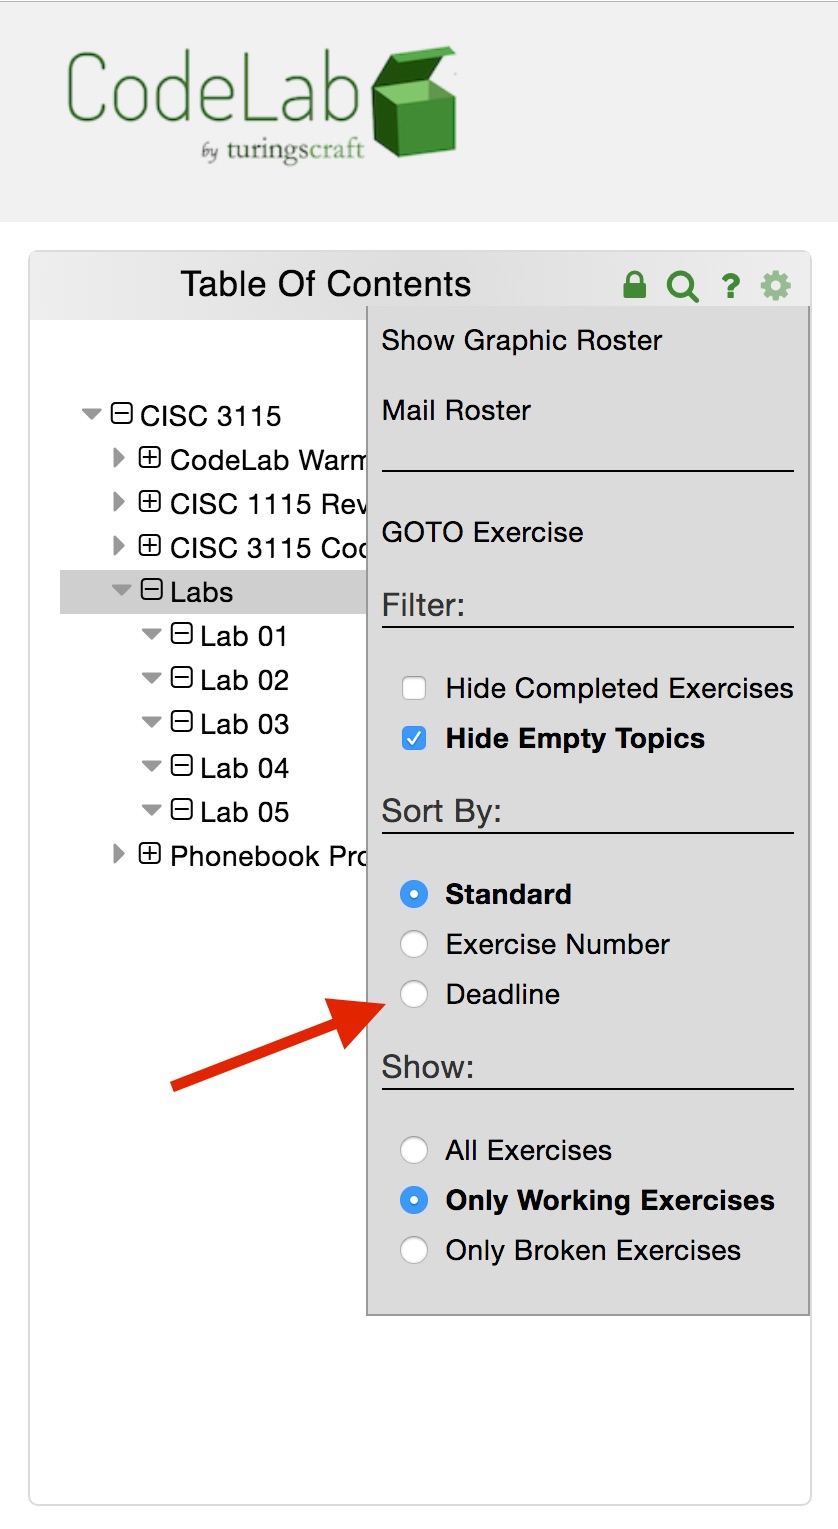 CodeLab
by turingscraft
Table Of Contents
?
Show Graphic Roster
Mail Roster
CISC 3115
CodeLab Warm
CISC 1115 Rev
CISC 3115 Coo
Labs
Lab 01
Lab 02
Lab 03
Lab 04
Lab 05
Phonebook Pro
GOTO Exercise
Filter:
Hide Completed Exercises
Hide Empty Topics
Sort By:
Standard
Exercise Number
Deadline
Show:
All Exercises
Only Working Exercises
Only Broken Exercises